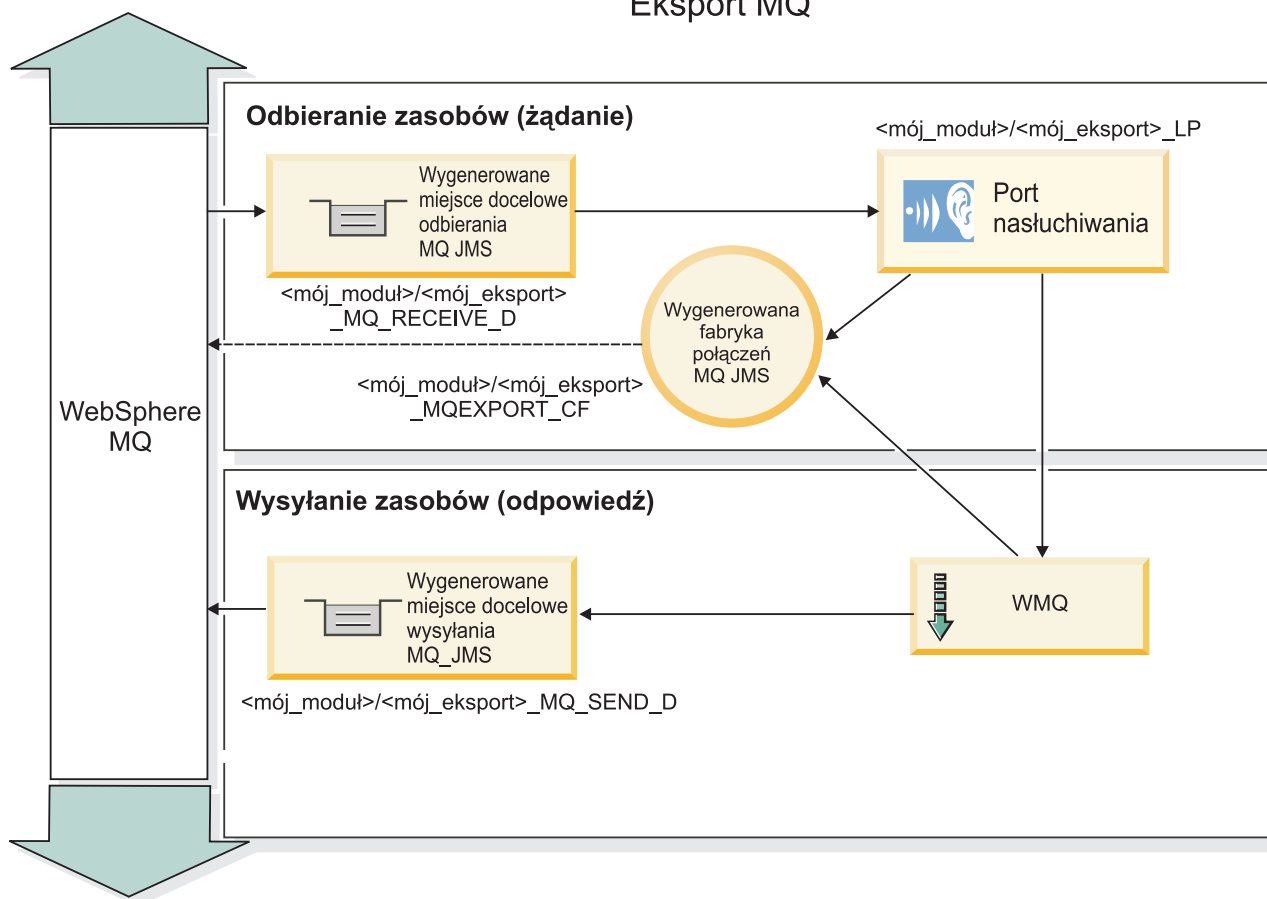 Eksport MQ
Odbieranie zasobów (żądanie)
<mój_moduł>/<mój_eksport>_LP
Wygenerowane
miejsce docelowe
odbierania
MQ JMS
Port
nasłuchiwania
<mój_moduł>/<mój_eksport>
_MQ_RECEIVE_D
Wygenerowana
fabryka
połączeń
MQ JMS
<mój_moduł>/<mój_eksport>
_MQEXPORT_CF
WebSphere
MQ
Wysyłanie zasobów (odpowiedź)
Wygenerowane
miejsce docelowe
wysyłania
MQ_JMS
WMQ
<mój_moduł>/<mój_eksport>_MQ_SEND_D